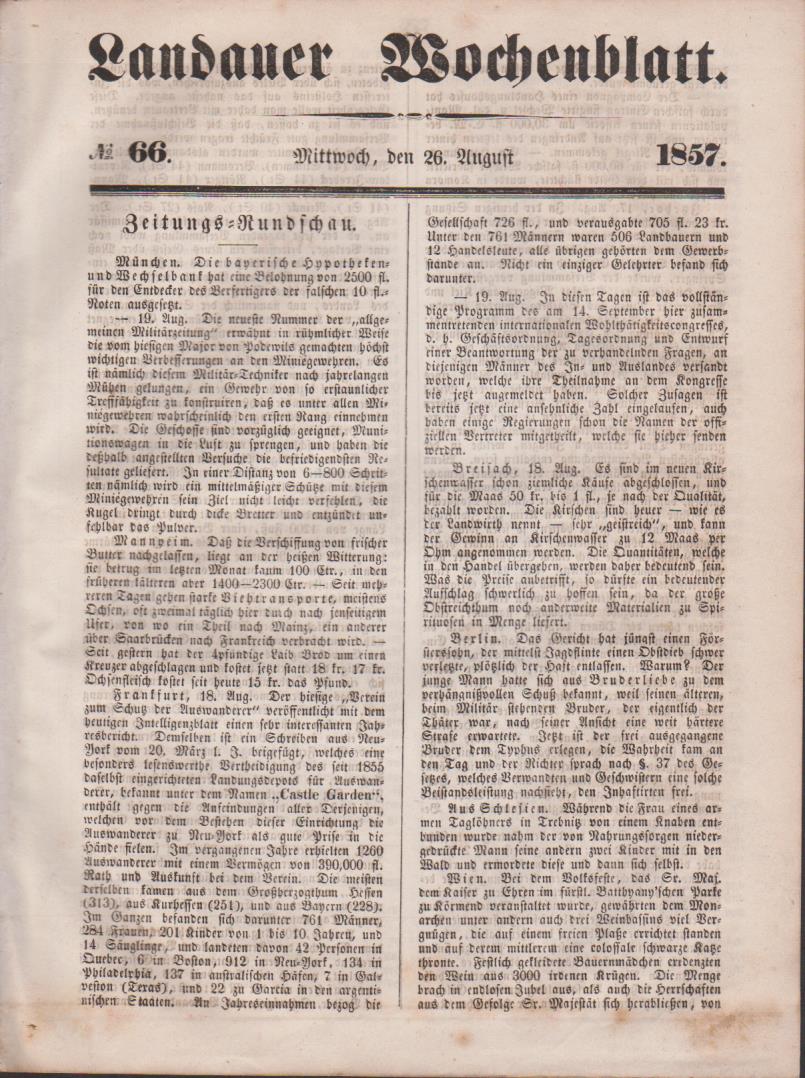 Landauer Wochenblatt.
№ 66.
Mittwoch, den 26. August
1857.
Zeitungs-Rundschau.
München. Die bayerische Hypotheken-
und Wechselbank hat eine Belohnung von 2500 fl.
für den Entdecker des Verfertigers der falschen 10 fl.-
Noten ausgesetzt.
— 19. Aug. Die neueste Nummer der „allge-
meinen Militärzeitung“ erwähnt in rühmlicher Weise
die vom hiesigen Major von Podewils gemachten höchst
wichtigen Verbesserungen an den Miniegewehren. Es
ist nämlich diesem Militär-Techniker nach jahrelangen
Mühen gelungen, ein Gewehr von so erstaunlicher
Trefffähigkeit zu konstruiren, daß es unter allen Mi-
niegewehren wahrscheinlich den ersten Rang einnehmen
wird. Die Geschosse sind vorzüglich geeignet, Muni-
tionswagen in die Luft zu sprengen, und haben die
deßhalb angestellten Versuche die befriedigendsten Re-
sultate geliefert. In einer Distanz von 6—800 Schrit-
ten nämlich wird ein mittelmäßiger Schütze mit diesem
Miniegewehren sein Ziel nicht leicht verfehlen, die
Kugel dringt durch dicke Bretter und entzündet un-
fehlbar das Pulver.
Mannheim. Daß die Verschiffung von frischer
Butter nachgelassen, liegt an der heißen Witterung:
sie betrug im letzten Monat kaum 100 Ctr., in den
früheren kälteren aber 1400—2300 Ctr. — Seit meh-
reren Tagen gehen starke Viehtransporte, meistens
Ochsen, oft zweimal täglich hier durch nach jenseitigem
Ufer, von wo ein Theil nach Mainz, ein anderer
über Saarbrücken nach Frankreich verbracht wird. —
Seit gestern hat der 4pfündige Laib Brod um einen
Kreuzer abgeschlagen und kostet jetzt statt 18 kr. 17 kr.
Ochsenfleisch kostet seit heute 15 kr. das Pfund.
Frankfurt, 18. Aug. Der hiesige „Verein
zum Schutz der Auswanderer“ veröffentlicht mit dem
heutigen Intelligenzblatt einen sehr interessanten Jah-
resbericht. Demselben ist ein Schreiben aus Neu-
York vom 20. März l. J. beigefügt, welches eine
besonders lesenswerthe Vertheidigung des seit 1855
daselbst eingerichteten Landungsdepots für Auswan-
derer, bekannt unter dem Namen „Castle Garden“,
enthält gegen die Anfeindungen aller Derjenigen,
welchen vor dem Bestehen dieser Einrichtung die
Auswanderer zu Neu-York als gute Prise in die
Hände fielen. Im vergangenen Jahre erhielten 1260
Auswanderer mit einem Vermögen von 390,000 fl.
Rath und Auskunft bei dem Verein. Die meisten
derselben kamen aus dem Großherzogthum Hessen
(313), aus Kurhessen (251), und aus Bayern (228).
Im Ganzen befanden sich darunter 761 Männer,
284 Frauen, 201 Kinder von 1 bis 10 Jahren, und
14 Säuglinge, und landeten davon 42 Personen in
Quebec, 6 in Boston, 912 in Neu-York, 134 in
Philadelphia, 137 in australischen Häfen, 7 in Gal-
veston (Texas), und 22 zu Garcia in den argenti-
nischen Staaten. An Jahreseinnahmen bezog die
Gesellschaft 726 fl., und verausgabte 705 fl. 23 kr.
Unter den 761 Männern waren 506 Landbauern und
12 Handelsleute, alle übrigen gehörten dem Gewerb-
stande an. Nicht ein einziger Gelehrter befand sich
darunter.
— 19. Aug. In diesen Tagen ist das vollstän-
dige Programm des am 14. September hier zusam-
mentretenden internationalen Wohlthätigkeitscongresses,
d. h. Geschäftsordnung, Tagesordnung und Entwurf
einer Beantwortung der zu verhandelnden Fragen, an
diejenigen Männer des In- und Auslandes versandt
worden, welche ihre Theilnahme an dem Kongresse
bis jetzt angemeldet haben. Solcher Zusagen ist
bereits jetzt eine ansehnliche Zahl eingelaufen, auch
haben einige Regierungen schon die Namen der offi-
ziellen Vertreter mitgetheilt, welche sie hieher senden
werden.
Breisach, 18. Aug. Es sind im neuen Kir-
schenwasser schon ziemliche Käufe abgeschlossen, und
für die Maas 50 kr. bis 1 fl., je nach der Qualität,
bezahlt worden. Die Kirschen sind heuer — wie es
der Landwirth nennt — sehr „geistreich“, und kann
der Gewinn an Kirschenwasser zu 12 Maas per
Ohm angenommen werden. Die Quantitäten, welche
in den Handel übergehen, werden daher bedeutend sein.
Was die Preise anbetrifft, so dürfte ein bedeutender
Aufschlag schwerlich zu hoffen sein, da der große
Obstreichthum noch anderweite Materialien zu Spi-
rituosen in Menge liefert.
Berlin. Das Gericht hat jüngst einen För-
sterssohn, der mittelst Jagdflinte einen Obstdieb schwer
verletzte, plötzlich der Haft entlassen. Warum? Der
junge Mann hatte sich aus Bruderliebe zu dem
verhängnißvollen Schuß bekannt, weil seinen älteren,
beim Militär stehenden Bruder, der eigentlich der
Thäter war, nach seiner Ansicht eine weit härtere
Strafe erwartete. Jetzt ist der frei ausgegangene
Bruder dem Typhus erlegen, die Wahrheit kam an
den Tag und der Richter sprach nach §. 37 des Ge-
setzes, welches Verwandten und Geschwistern eine solche
Beistandsleistung nachsieht, den Inhaftirten frei.
Aus Schlesien. Während die Frau eines ar-
men Taglöhners in Trebnitz von einem Knaben ent-
bunden wurde nahm der von Nahrungssorgen nieder-
gedrückte Mann seine andern zwei Kinder mit in den
Wald und ermordete diese und dann sich selbst.
Wien. Bei dem Volksfeste, das Sr. Maj.
dem Kaiser zu Ehren im fürstl. Batthyany'schen Parke
zu Körmend veranstaltet wurde, gewährten dem Mon-
archen unter andern auch drei Weinbassins viel Ver-
gnügen, die auf einem freien Platze errichtet standen
und auf derem mittlerem eine colossale schwarze Katze
thronte. Festlich gekleidete Bauernmädchen credenzten
den Wein aus 3000 irdenen Krügen. Die Menge
brach in endlosen Jubel aus, als auch die Herrschaften
aus dem Gefolge Sr. Majestät sich herabließen, von